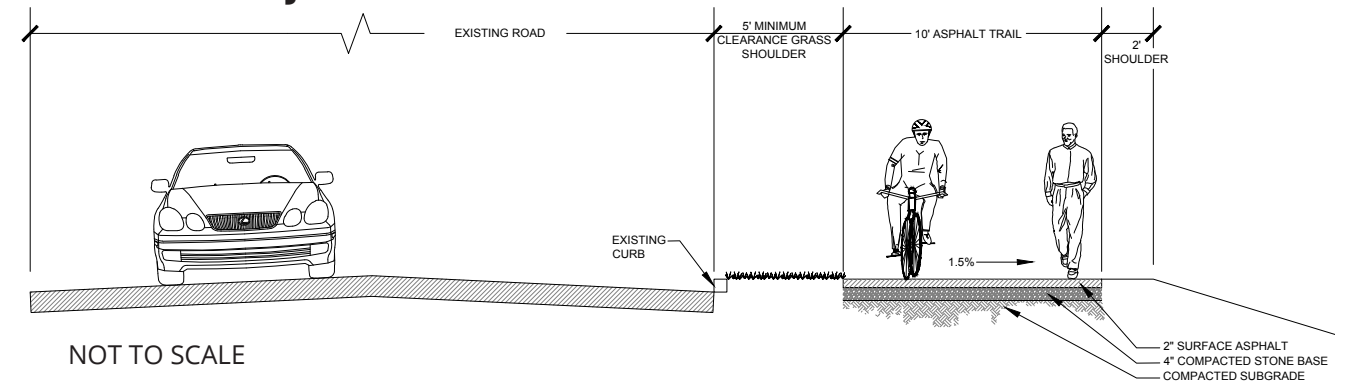 EXISTING ROAD
5' MINIMUM
CLEARANCE GRASS
SHOULDER
10' ASPHALT TRAIL
2'
SHOULDER
EXISTING
CURB
1.5%
2" SURFACE ASPHALT
4" COMPACTED STONE BASE
COMPACTED SUBGRADE
NOT TO SCALE